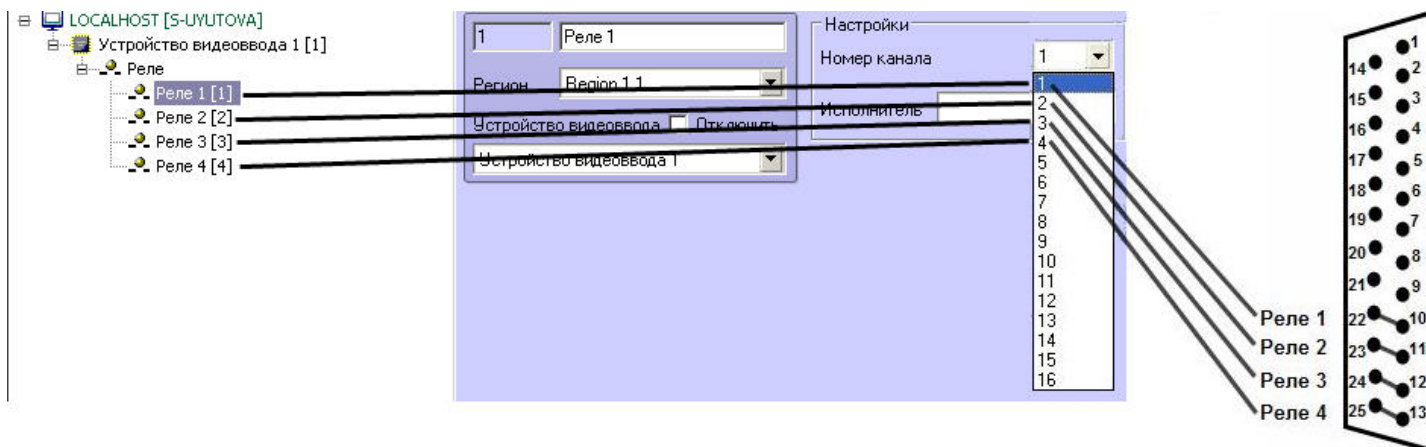 LOCALHOST [S-UYUTOVA]
Устройство видеоввода 1 [1]
Реле
Реле 1 [1]
Реле 2 [2]
Реле 3 [3]
Реле 4 [4]
1 Реле 1
Регион Region 1.1
Устройство видеоввода Отключить
Устройство видеоввода 1
Настройки
Номер канала 1
Исполнитель
1
2
3
4
5
6
7
8
9
10
11
12
13
14
15
16
Реле 1
Реле 2
Реле 3
Реле 4
1
14
2
15
3
16
4
17
5
18
6
19
7
20
8
21
9
22
10
23
11
24
12
25
13